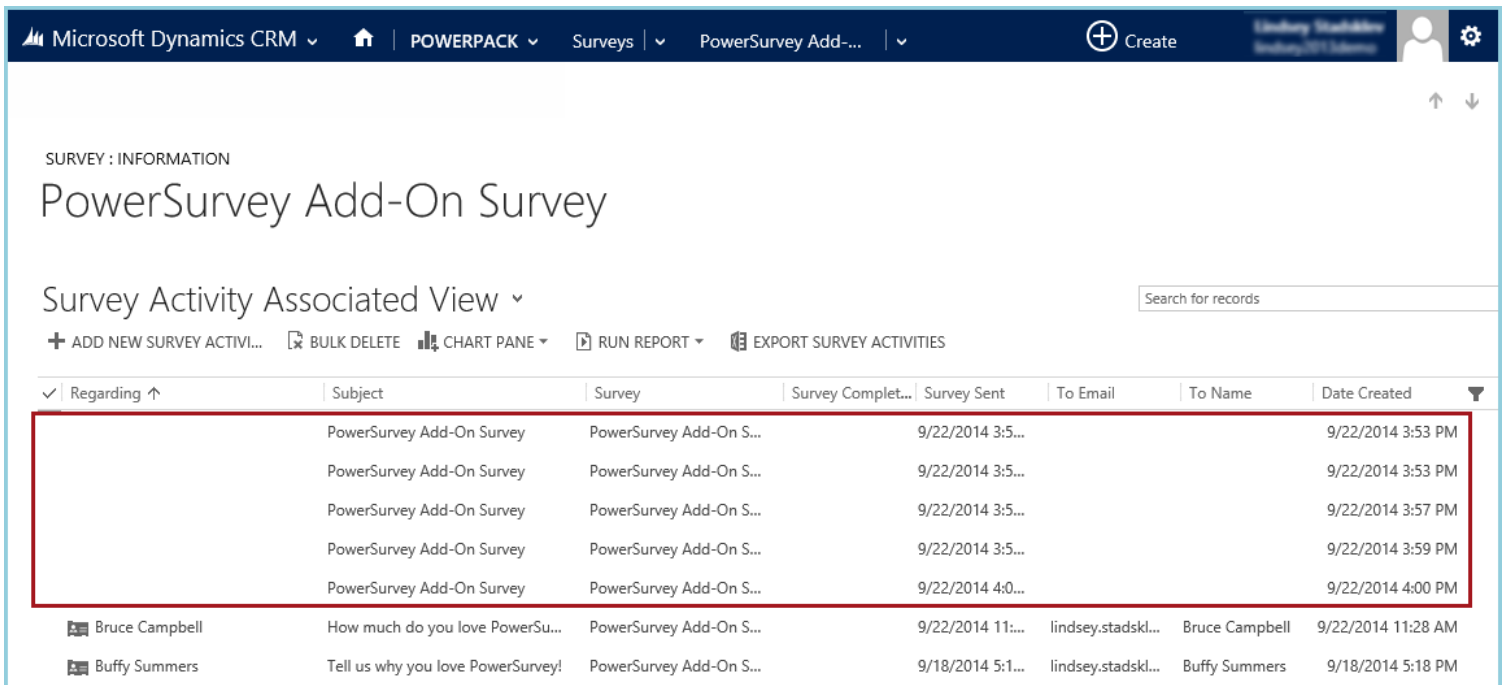 Microsoft Dynamics CRM POWERPACK Surveys PowerSurvey Add-... Create
SURVEY : INFORMATION
PowerSurvey Add-On Survey
Survey Activity Associated View
Search for records
ADD NEW SURVEY ACTIVI... BULK DELETE CHART PANE RUN REPORT EXPORT SURVEY ACTIVITIES
Regarding Subject Survey Survey Complet... Survey Sent To Email To Name Date Created
PowerSurvey Add-On Survey PowerSurvey Add-On S... 9/22/2014 3:5... 9/22/2014 3:53 PM
PowerSurvey Add-On Survey PowerSurvey Add-On S... 9/22/2014 3:5... 9/22/2014 3:53 PM
PowerSurvey Add-On Survey PowerSurvey Add-On S... 9/22/2014 3:5... 9/22/2014 3:57 PM
PowerSurvey Add-On Survey PowerSurvey Add-On S... 9/22/2014 3:5... 9/22/2014 3:59 PM
PowerSurvey Add-On Survey PowerSurvey Add-On S... 9/22/2014 4:0... 9/22/2014 4:00 PM
Bruce Campbell How much do you love PowerSu... PowerSurvey Add-On S... 9/22/2014 11:... lindsey.stadskl... Bruce Campbell 9/22/2014 11:28 AM
Buffy Summers Tell us why you love PowerSurvey! PowerSurvey Add-On S... 9/18/2014 5:1... lindsey.stadskl... Buffy Summers 9/18/2014 5:18 PM